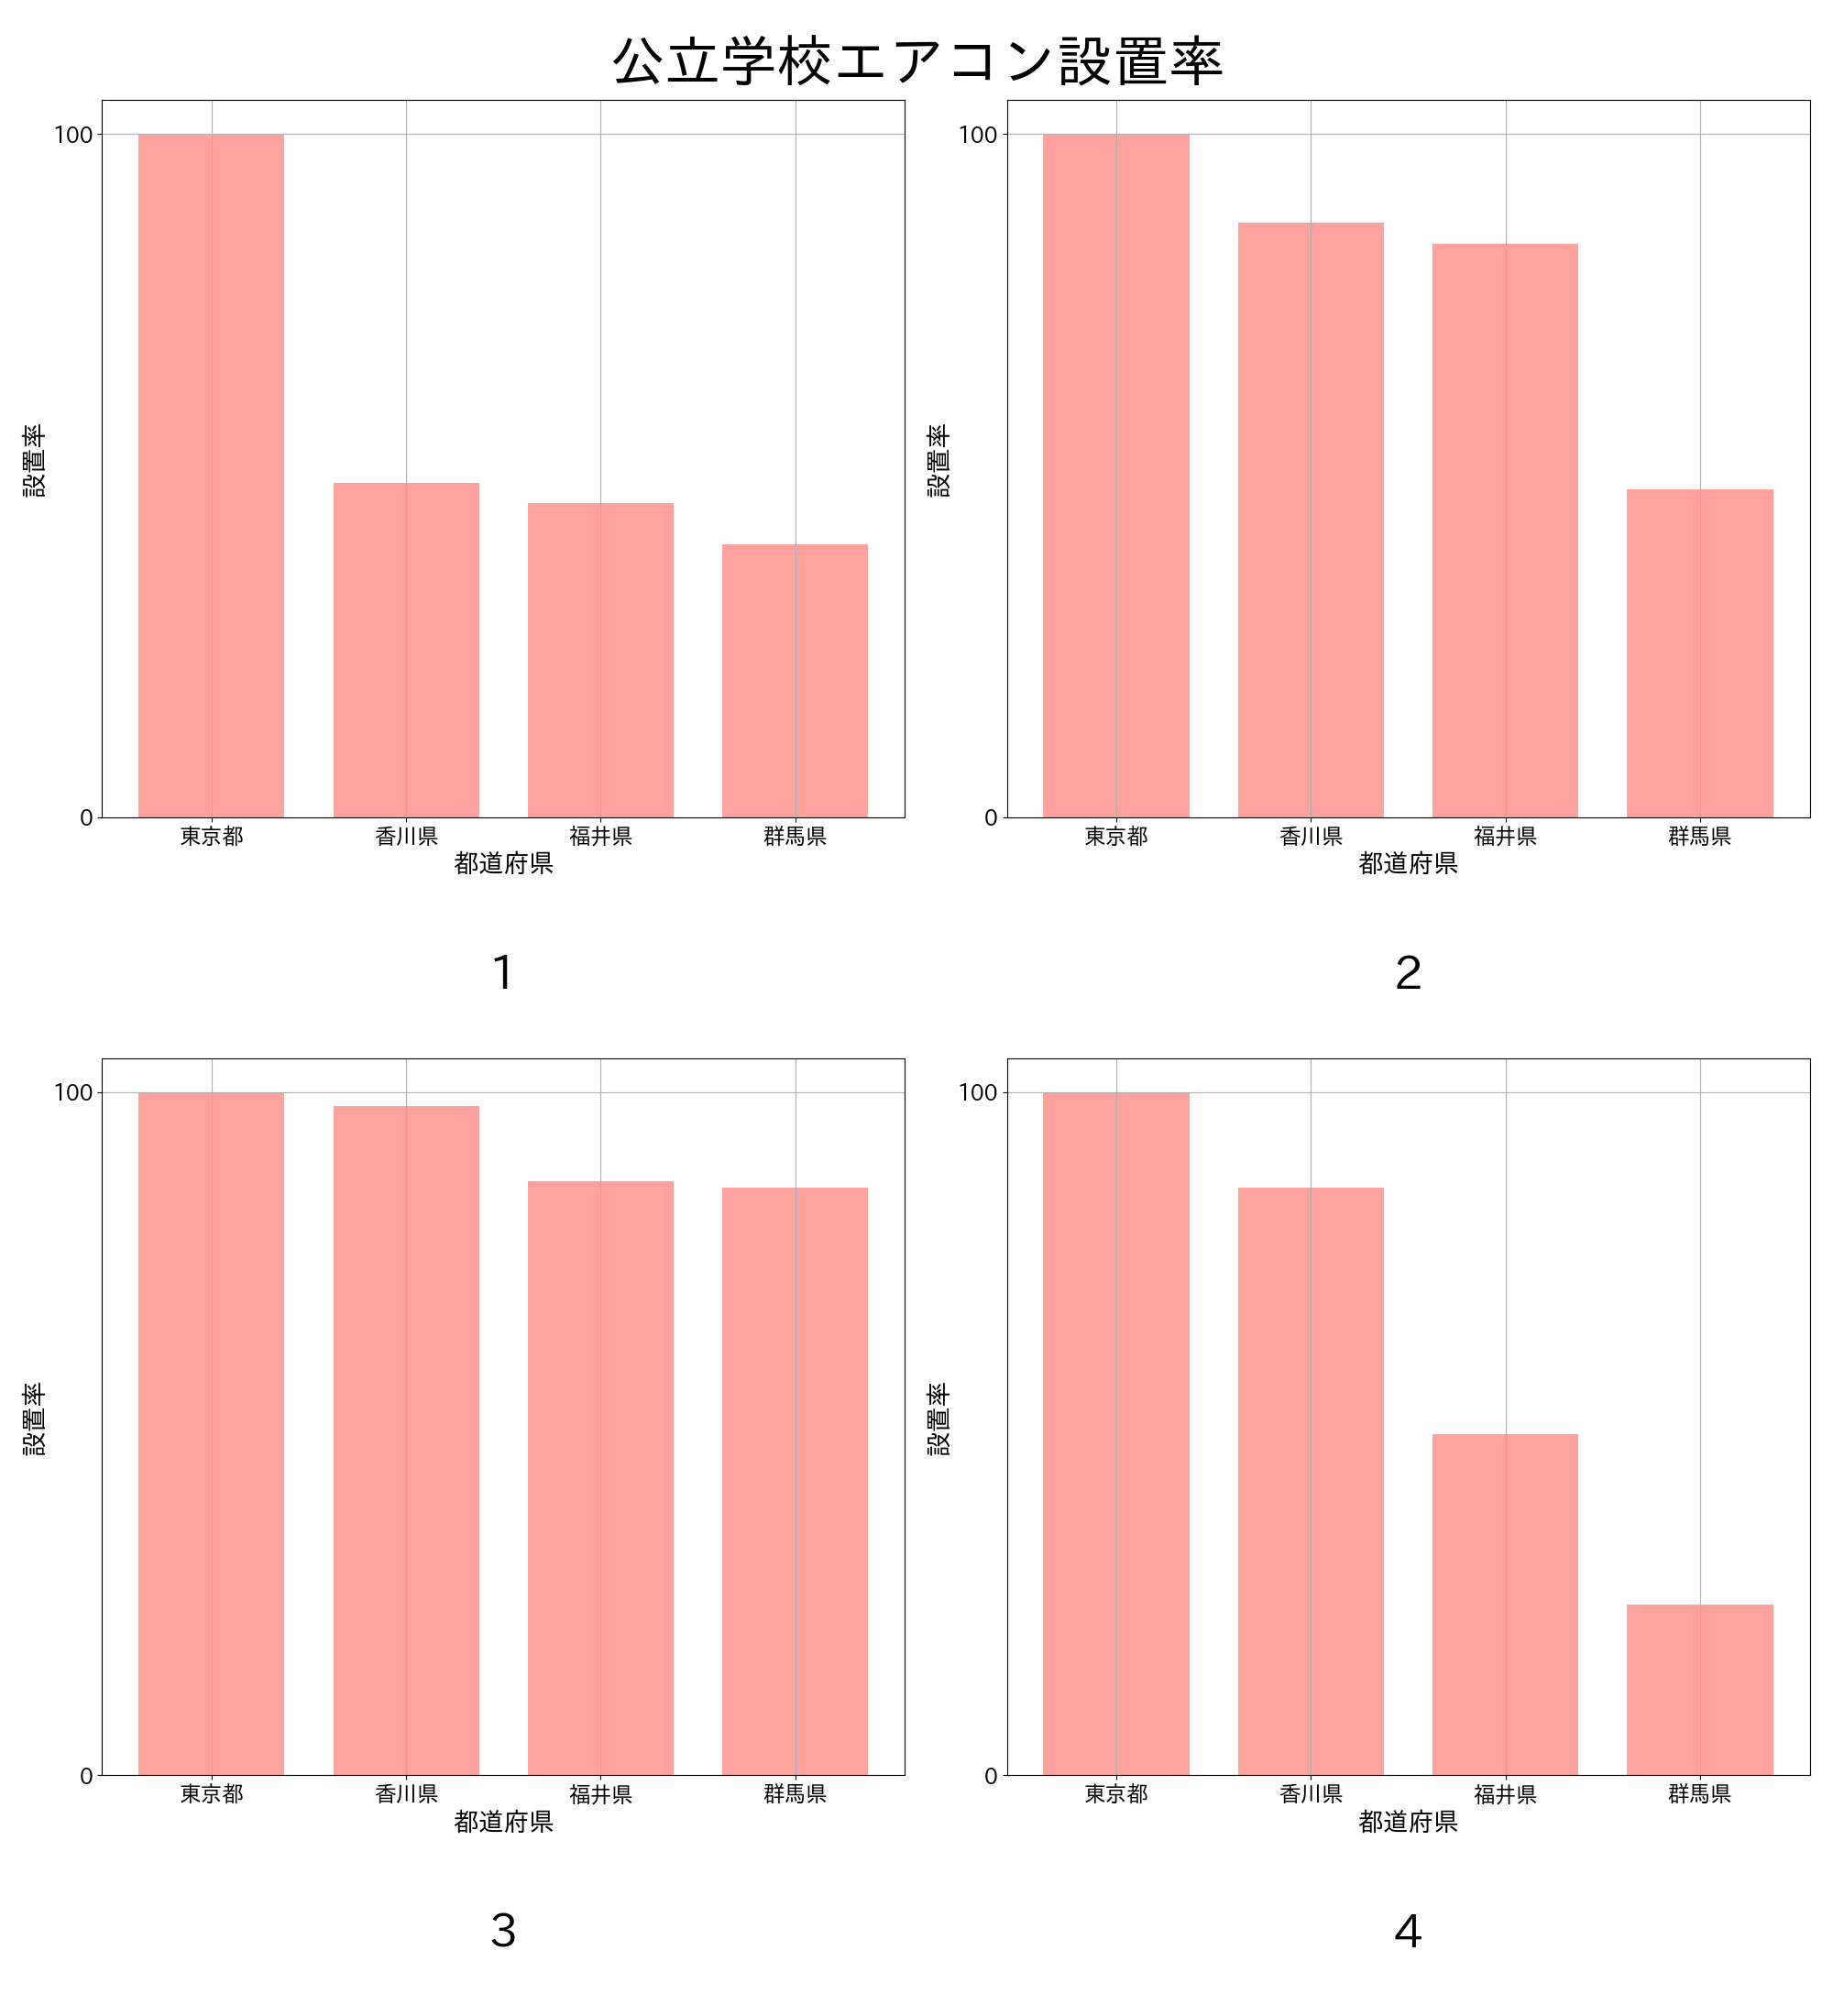 公立学校エアコン設置率
100
0
設置率
東京都 香川県 福井県 群馬県
都道府県
1
100
0
設置率
東京都 香川県 福井県 群馬県
都道府県
2
100
0
設置率
東京都 香川県 福井県 群馬県
都道府県
3
100
0
設置率
東京都 香川県 福井県 群馬県
都道府県
4